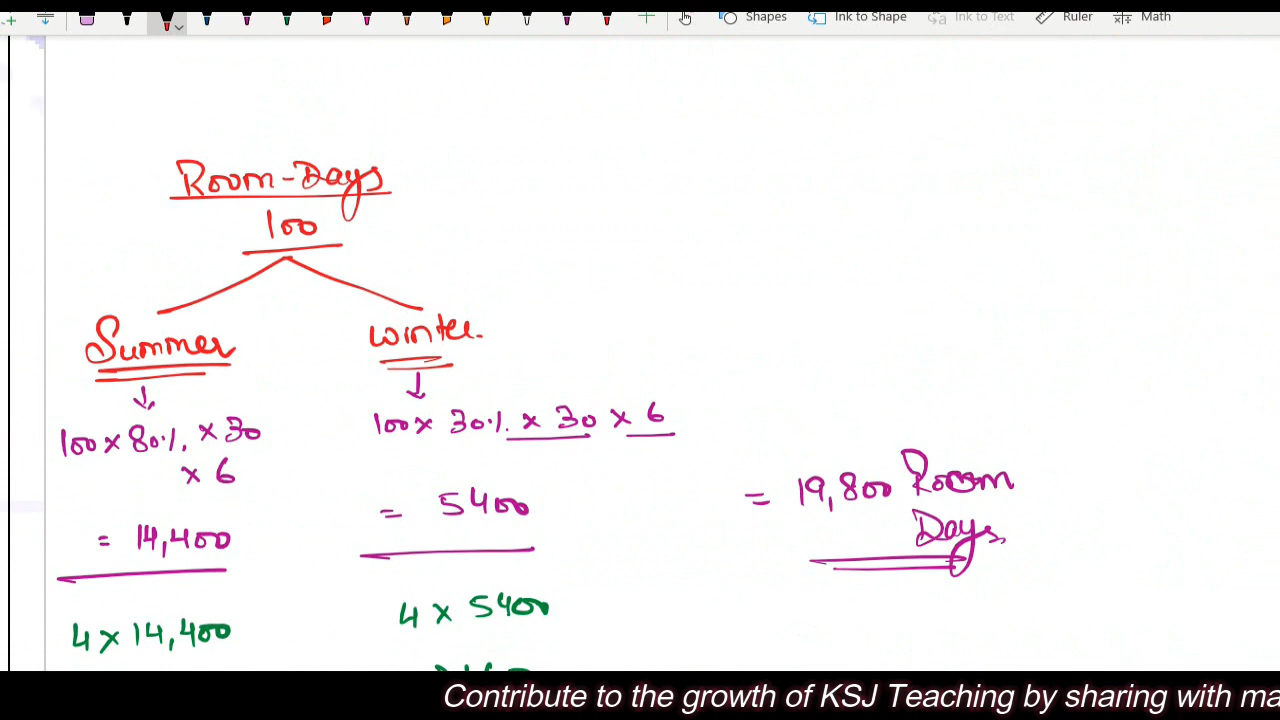 Shapes Ink to Shape Ink to Text Ruler Math
Room-Days
100
Summer
Winter.
100 x 80% x 30
x 6
100 x 30% x 30 x 6
= 14,400
= 5400
= 19,800 Room
Days
4 x 14,400
4 x 5400
Contribute to the growth of KSJ Teaching by sharing with ma